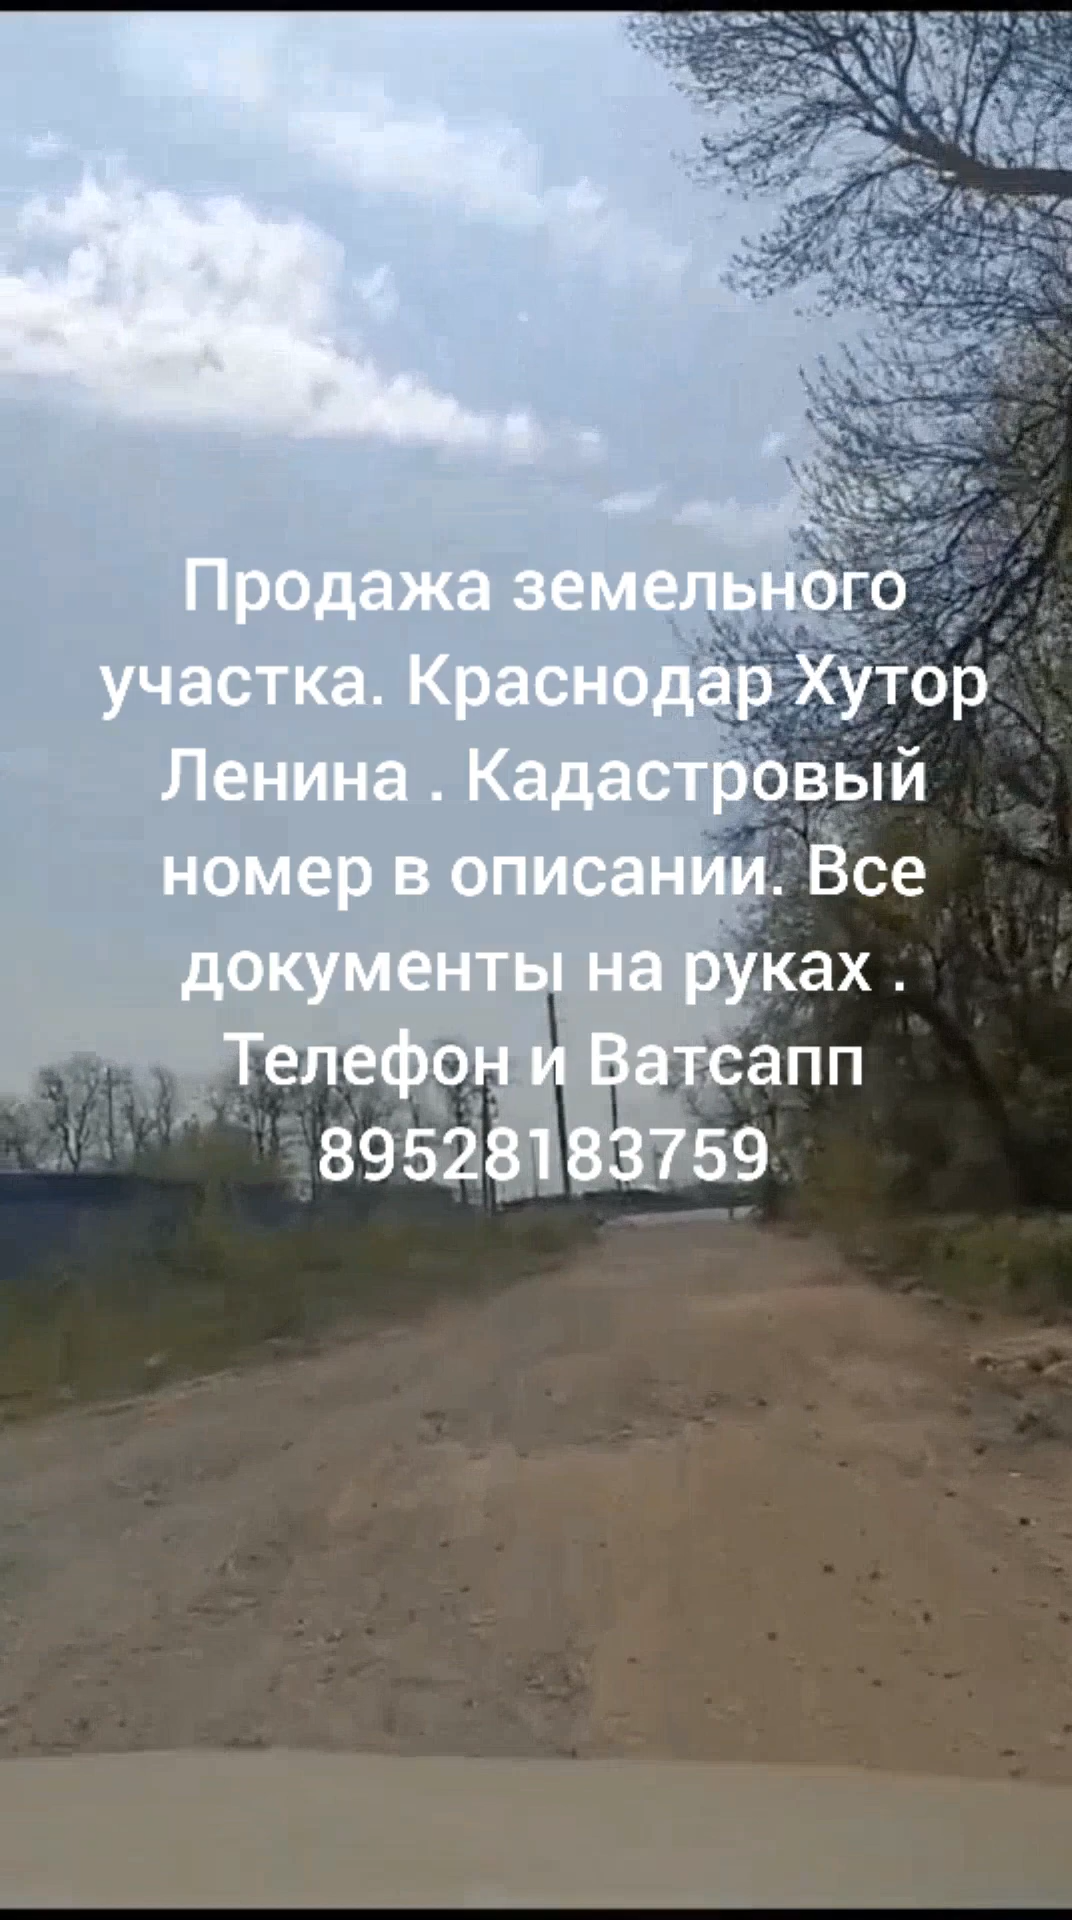 Продажа земельного
участка. Краснодар Хутор
Ленина . Кадастровый
номер в описании. Все
документы на руках .
Телефон и Ватсапп
89528183759